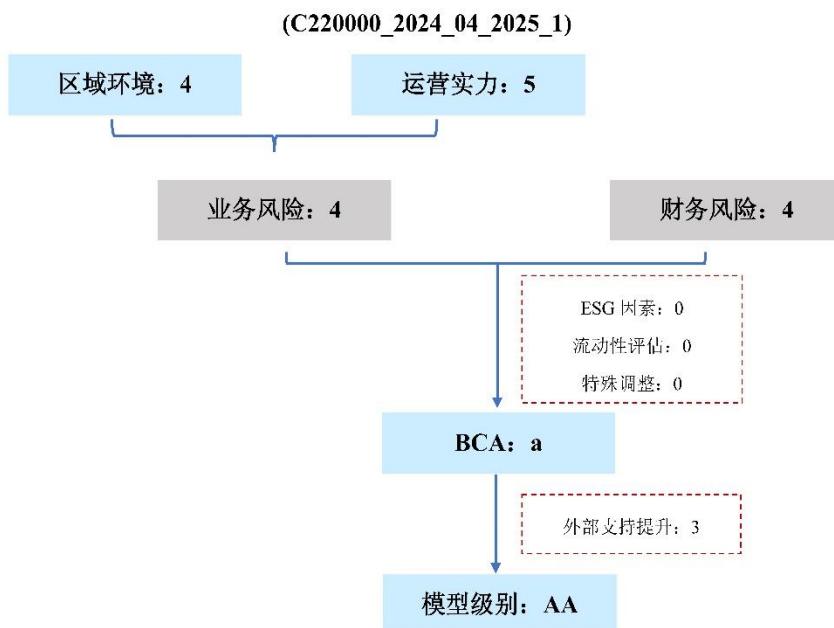 (C220000_2024_04_2025_1)
区域环境：4
运营实力：5
业务风险：4
财务风险：4
ESG 因素：0
流动性评估：0
特殊调整：0
BCA：a
外部支持提升：3
模型级别：AA